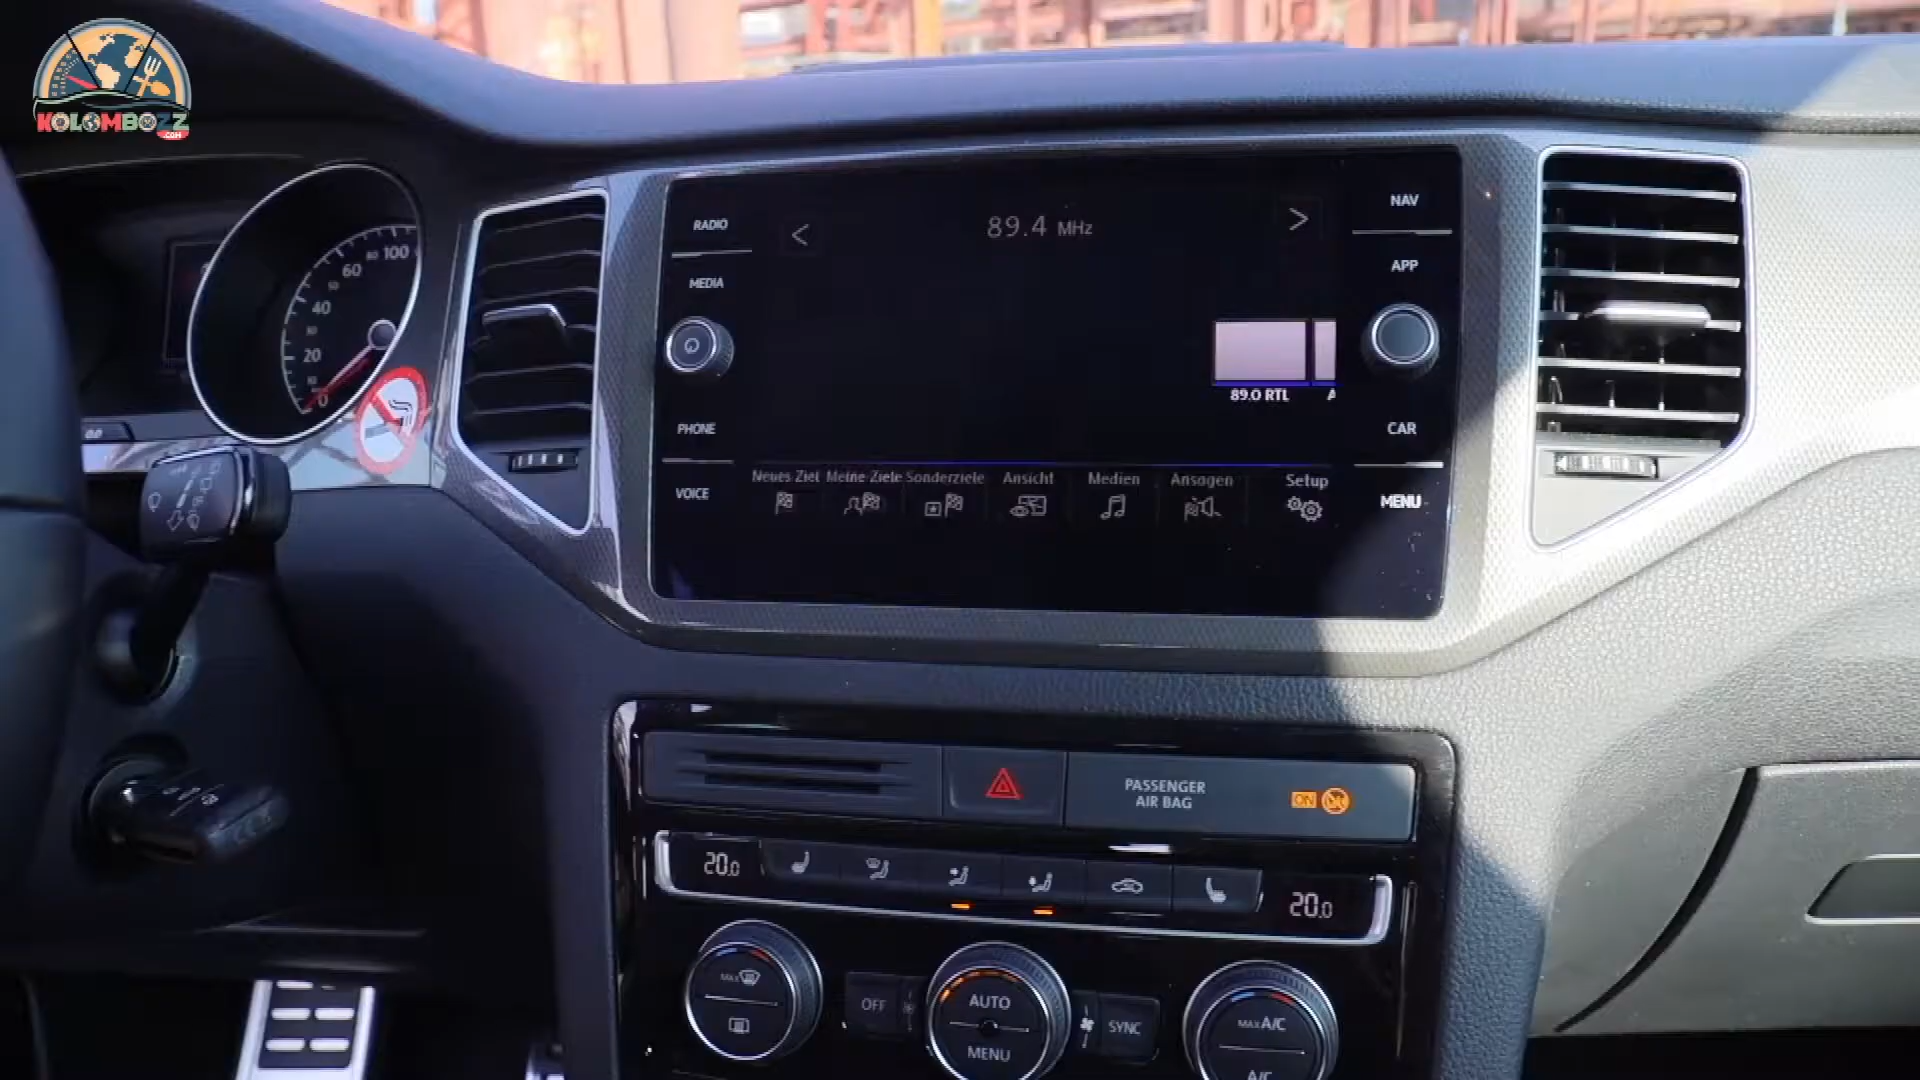 KOLOMBOZZ
.COM
100
80
60
40
20
0
RADIO
MEDIA
PHONE
VOICE
89.4 MHz
89.0 RTL
A
Neues Ziel
Meine Ziele
Sonderziele
Ansicht
Medien
Ansagen
Setup
NAV
APP
CAR
MENU
PASSENGER
AIR BAG
ON
20.0
20.0
MAX
OFF
AUTO
MENU
SYNC
MAX A/C
A/C